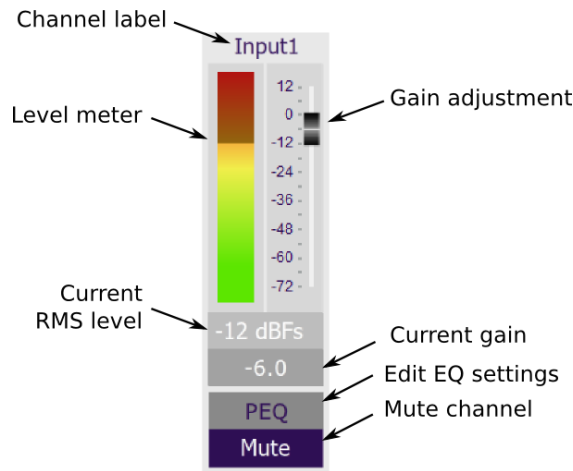 Channel label
Input1
Level meter
Gain adjustment
12
0
-12
-24
-36
-48
-60
-72
Current
RMS level
-12 dBFs
Current gain
-6.0
Edit EQ settings
PEQ
Mute channel
Mute